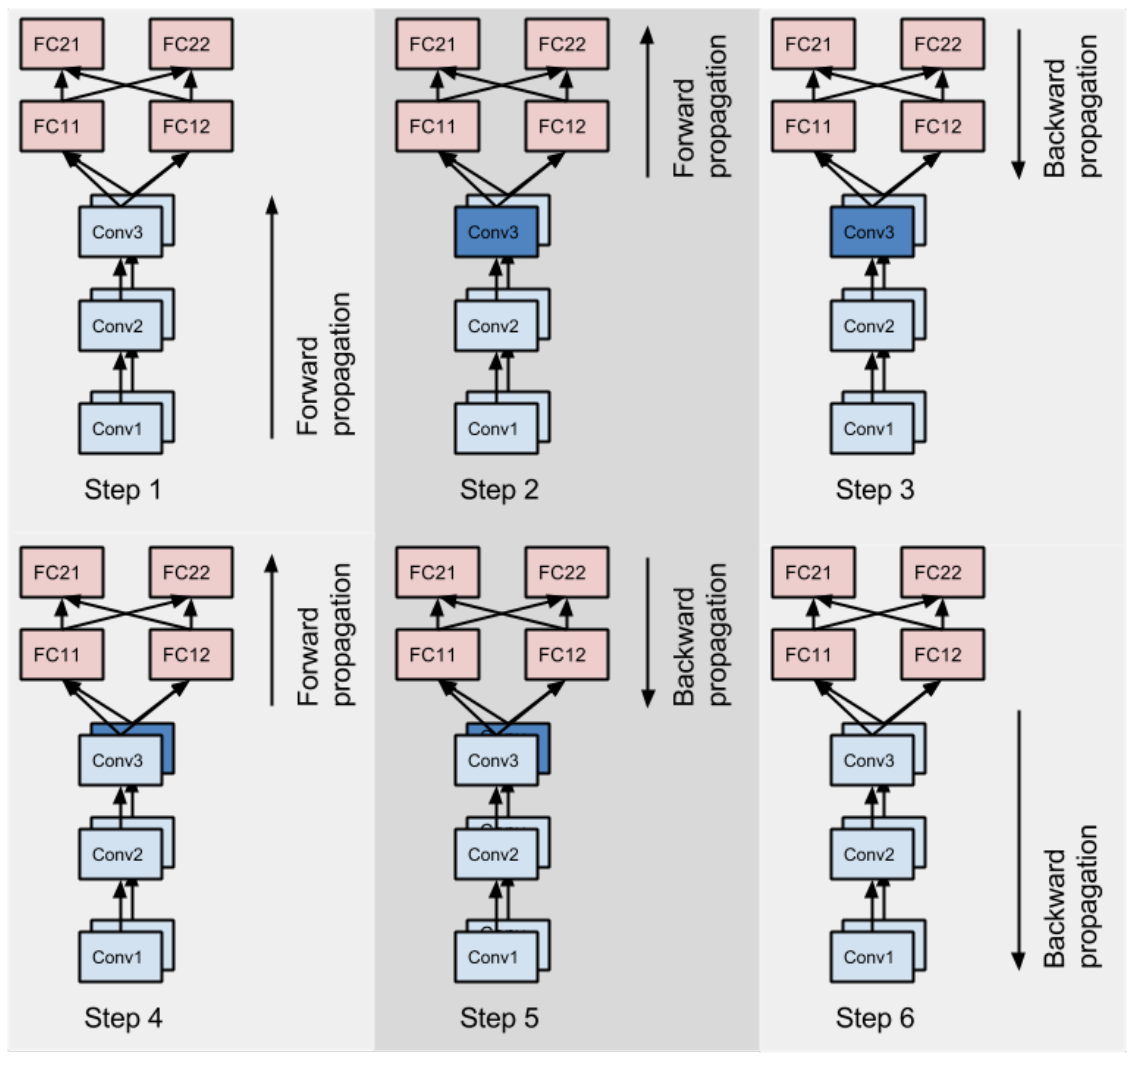 FC21 FC22
FC11 FC12
Conv3
Conv2
Conv1
Forward
propagation
Step 1
FC21 FC22
FC11 FC12
Conv3
Conv2
Conv1
Forward
propagation
Step 2
FC21 FC22
FC11 FC12
Conv3
Conv2
Conv1
Backward
propagation
Step 3
FC21 FC22
FC11 FC12
Conv3
Conv2
Conv1
Forward
propagation
Step 4
FC21 FC22
FC11 FC12
Conv3
Conv2
Conv1
Backward
propagation
Step 5
FC21 FC22
FC11 FC12
Conv3
Conv2
Conv1
Backward
propagation
Step 6